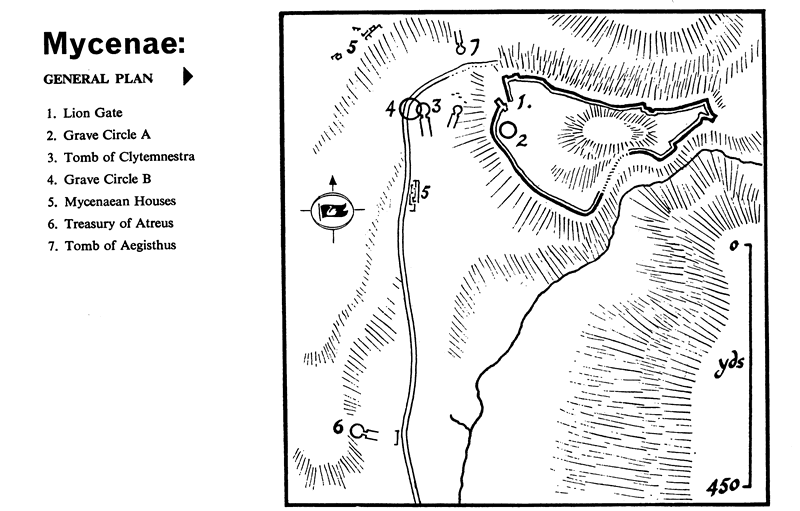 Mycenae:
GENERAL PLAN
1. Lion Gate
2. Grave Circle A
3. Tomb of Clytemnestra
4. Grave Circle B
5. Mycenaean Houses
6. Treasury of Atreus
7. Tomb of Aegisthus
5
7
4
3
1.
2
5
0
yds
6
450